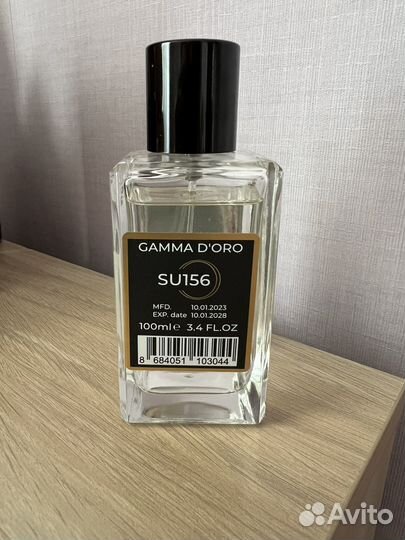 GAMMA D'ORO
SU156
MFD. 10.01.2023
EXP. date 10.01.2028
100ml℮ 3.4 FL.OZ
8 684051 103044
Avito